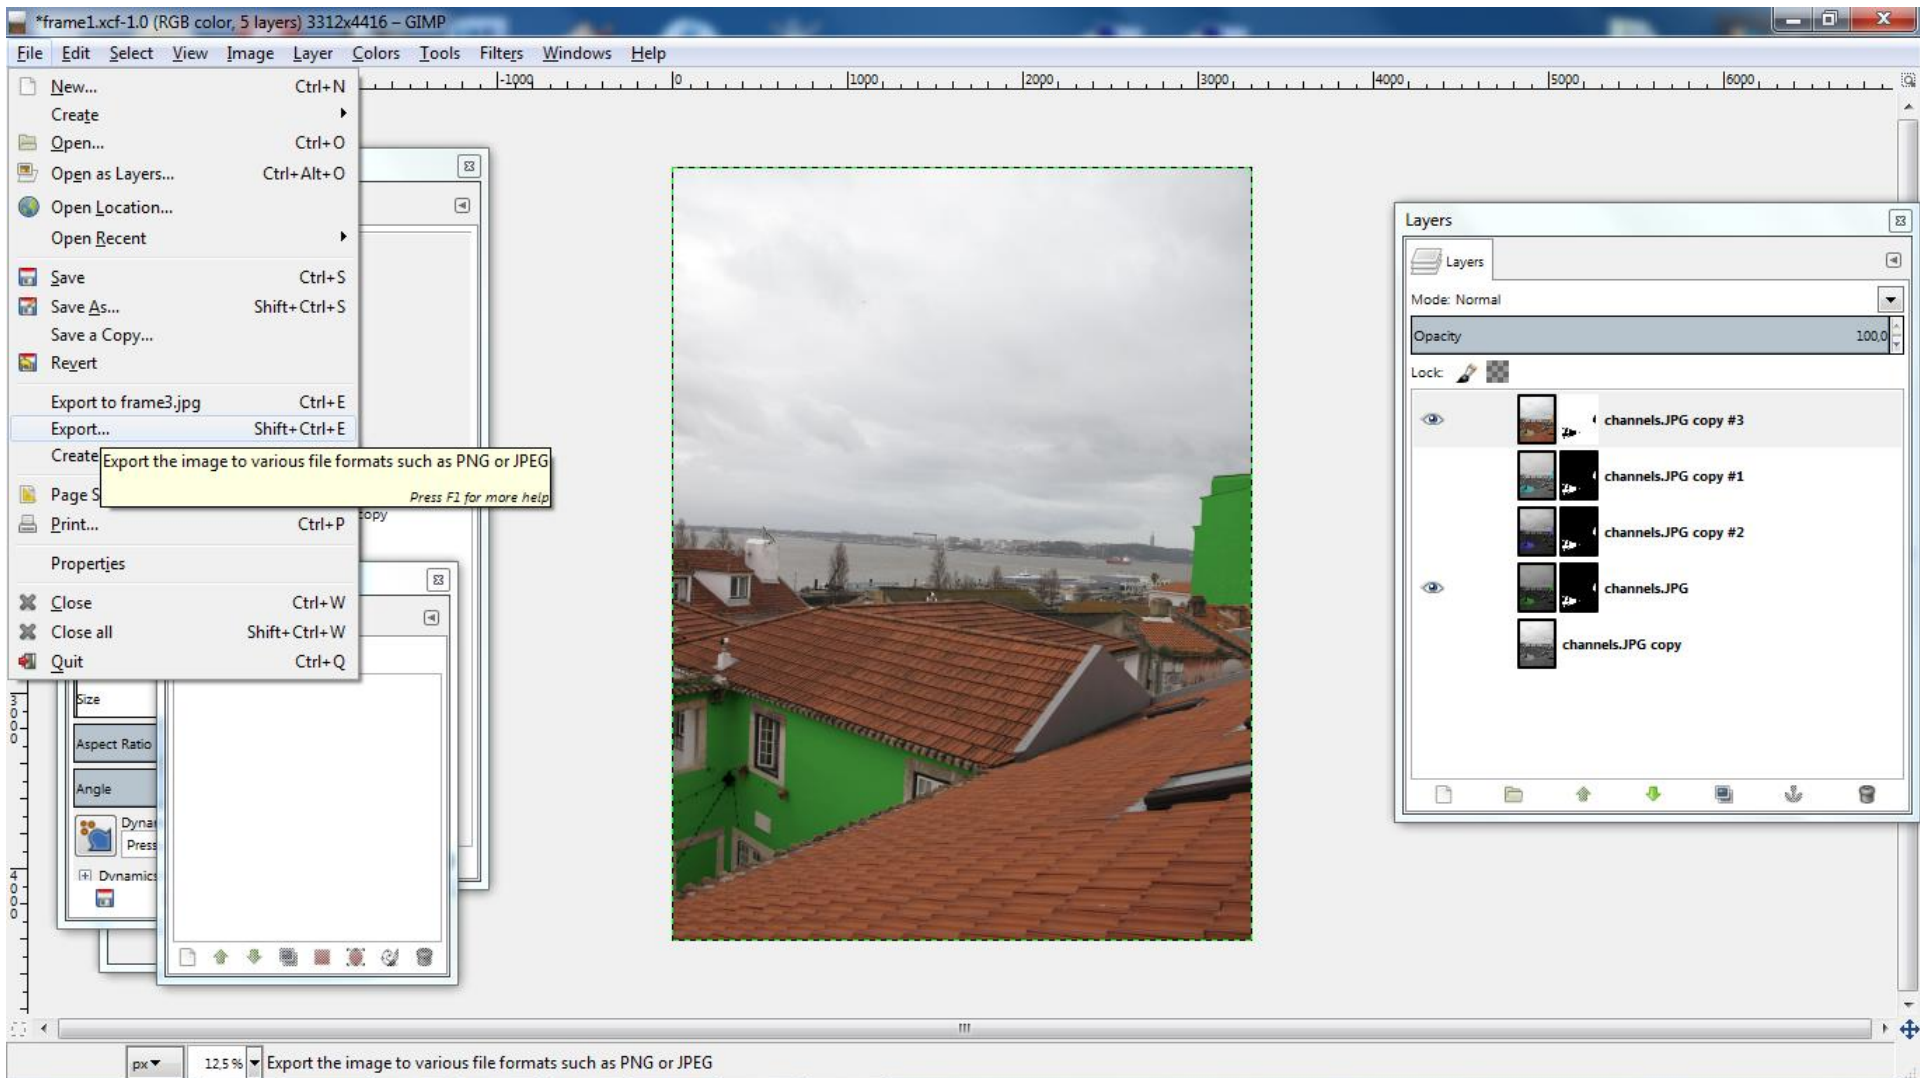 *frame1.xcf-1.0 (RGB color, 5 layers) 3312x4416 – GIMP
File Edit Select View Image Layer Colors Tools Filters Windows Help
-1000 0 1000 2000 3000 4000 5000 6000
New... Ctrl+N
Create
Open... Ctrl+O
Open as Layers... Ctrl+Alt+O
Open Location...
Open Recent
Save Ctrl+S
Save As... Shift+Ctrl+S
Save a Copy...
Revert
Export to frame3.jpg Ctrl+E
Export... Shift+Ctrl+E
Create
Export the image to various file formats such as PNG or JPEG
Press F1 for more help
Page S
copy
Print... Ctrl+P
Properties
Close Ctrl+W
Close all Shift+Ctrl+W
Quit Ctrl+Q
3000
Size
Aspect Ratio
Angle
Dynam
Press
Dynamics
4000
Layers
Layers
Mode: Normal
Opacity 100,0
Lock:
channels.JPG copy #3
channels.JPG copy #1
channels.JPG copy #2
channels.JPG
channels.JPG copy
px 12,5 % Export the image to various file formats such as PNG or JPEG